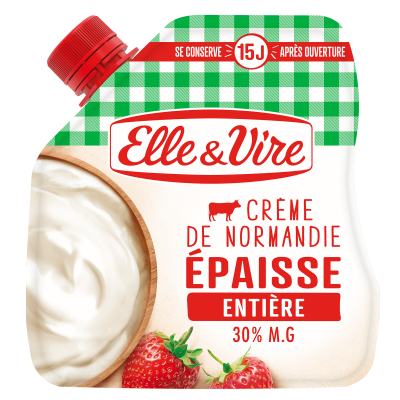 SE CONSERVE 15J APRÈS OUVERTURE
Elle & Vire
CRÈME
DE NORMANDIE
ÉPAISSE
ENTIÈRE
30% M.G